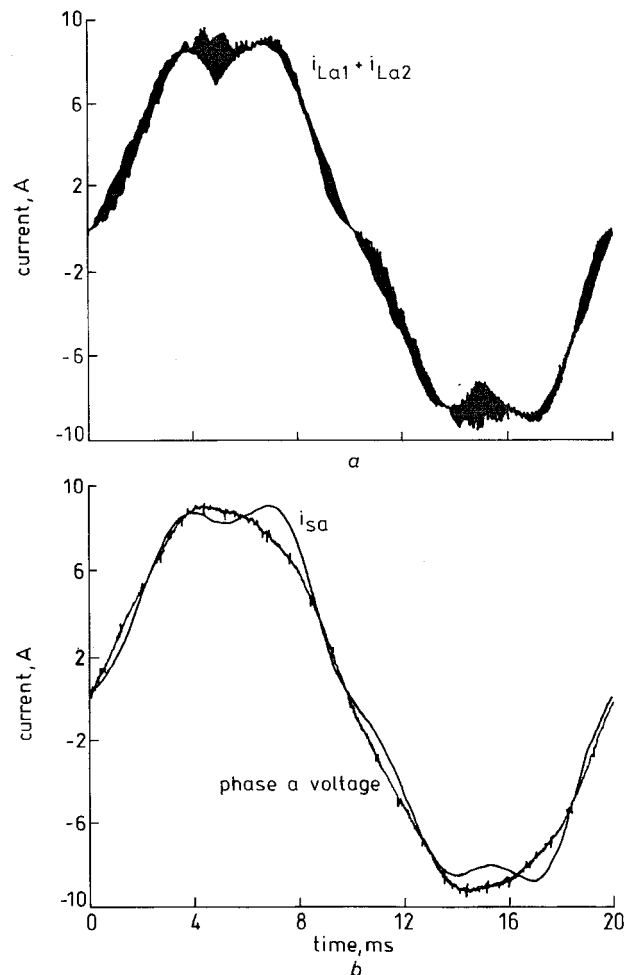 10
6
2
-2
-6
-10
current, A
i_La1 + i_La2
a
10
6
2
-2
-6
-10
current, A
i_sa
phase a voltage
0 4 8 12 16 20
time, ms
b